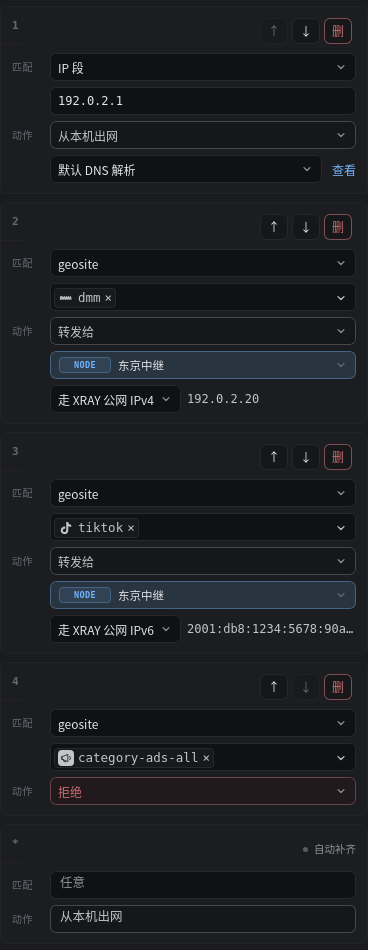 1 ↑ ↓ 删
匹配 IP 段
192.0.2.1
动作 从本机出网
默认 DNS 解析 查看
2 ↑ ↓ 删
匹配 geosite
dmm ×
动作 转发给
NODE 东京中继
走 XRAY 公网 IPv4 192.0.2.20
3 ↑ ↓ 删
匹配 geosite
tiktok ×
动作 转发给
NODE 东京中继
走 XRAY 公网 IPv6 2001:db8:1234:5678:90a…
4 ↑ ↓ 删
匹配 geosite
category-ads-all ×
动作 拒绝
* 自动补齐
匹配 任意
动作 从本机出网